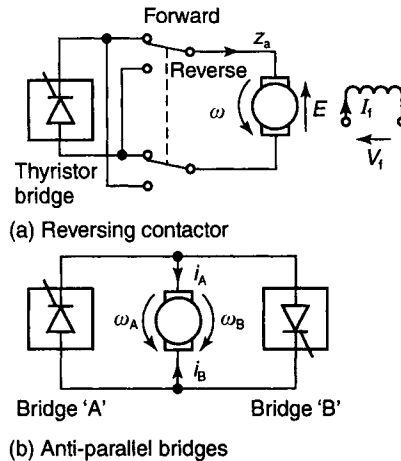 Forward
z_a
Reverse
ω
E
I_f
V_f
Thyristor
bridge
(a) Reversing contactor
i_A
ω_A
ω_B
i_B
Bridge ‘A’
Bridge ‘B’
(b) Anti-parallel bridges